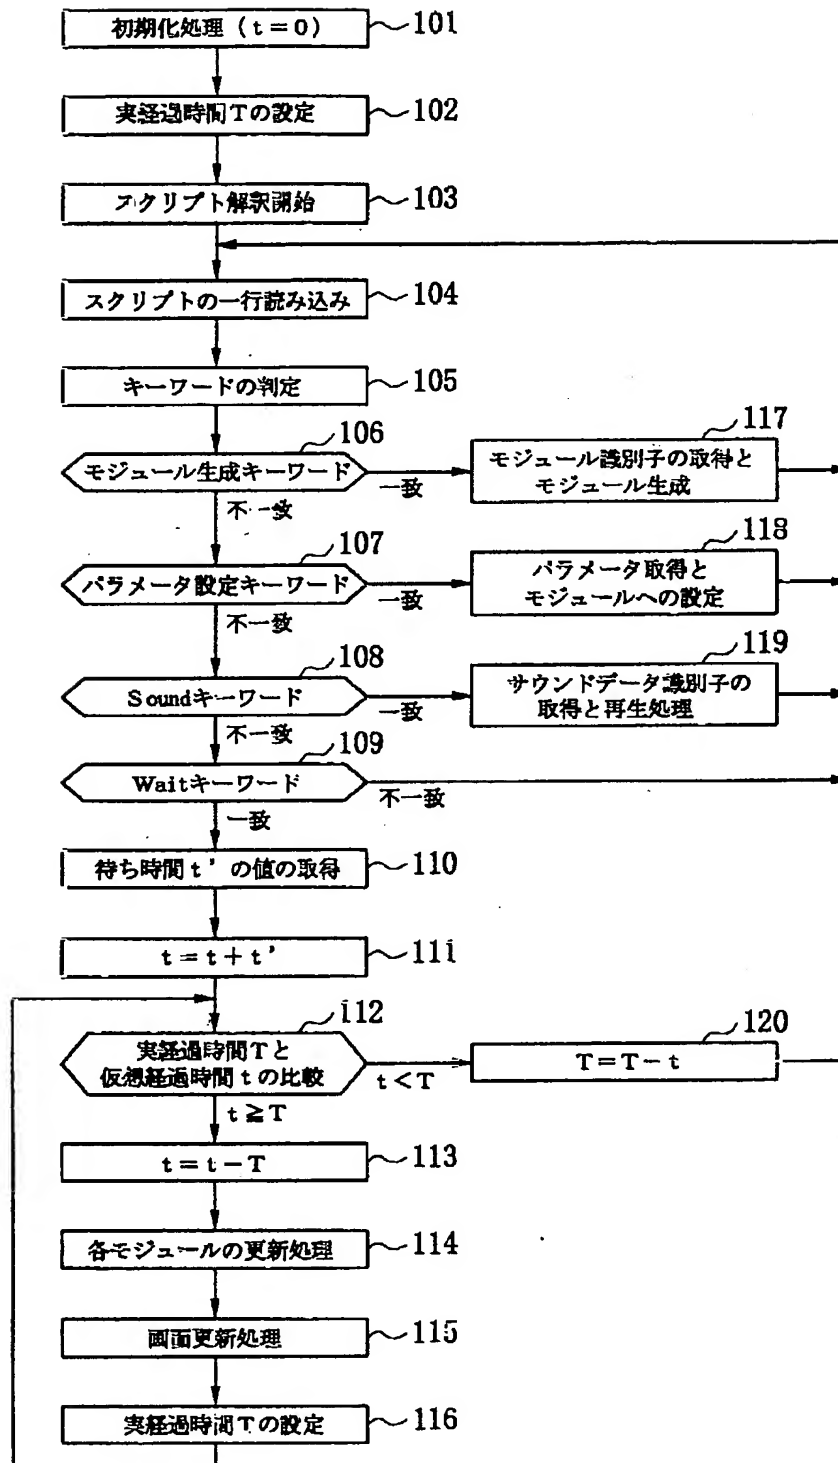 初期化処理(t=0)
101
実経過時間Tの設定
102
スクリプト解釈開始
103
スクリプトの一行読み込み
104
キーワードの判定
105
106
モジュール生成キーワード
一致
不一致
117
モジュール識別子の取得と
モジュール生成
107
パラメータ設定キーワード
一致
不一致
118
パラメータ取得と
モジュールへの設定
108
Soundキーワード
一致
不一致
119
サウンドデータ識別子の
取得と再生処理
109
Waitキーワード
不一致
一致
待ち時間t'の値の取得
110
t=t+t'
111
112
実経過時間Tと
仮想経過時間tの比較
t<T
t≧T
120
T=T-t
t=t-T
113
各モジュールの更新処理
114
画面更新処理
115
実経過時間Tの設定
116